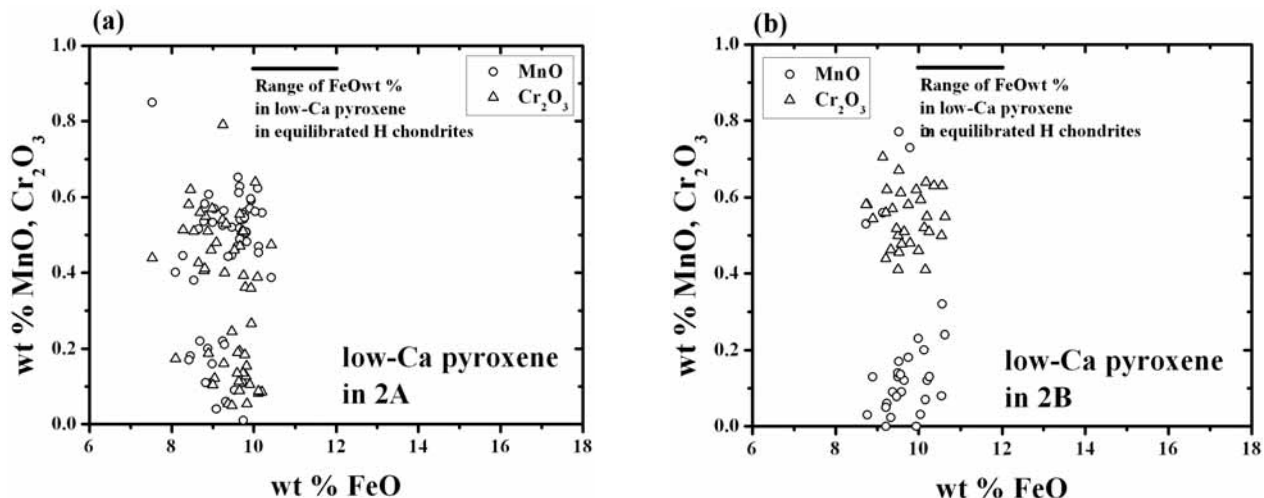 (a)
1.0
0.8
0.6
0.4
0.2
0.0
6
8
10
12
14
16
18
wt % MnO, Cr₂O₃
wt % FeO
MnO
Cr₂O₃
Range of FeOwt %
in low-Ca pyroxene
in equilibrated H chondrites
low-Ca pyroxene
in 2A
(b)
1.0
0.8
0.6
0.4
0.2
0.0
6
8
10
12
14
16
18
wt % MnO, Cr₂O₃
wt % FeO
MnO
Cr₂O₃
Range of FeOwt %
in low-Ca pyroxene
in equilibrated H chondrites
low-Ca pyroxene
in 2B